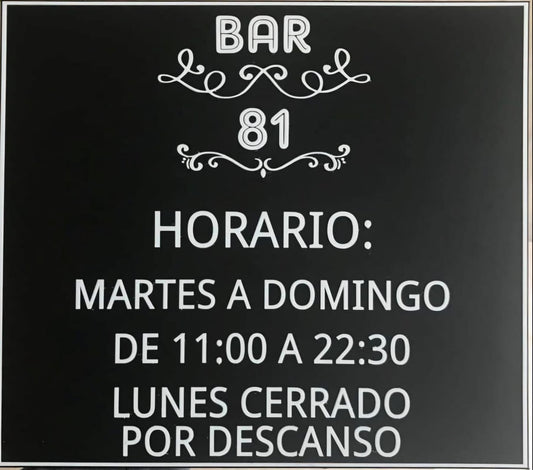 BAR
81
HORARIO:
MARTES A DOMINGO
DE 11:00 A 22:30
LUNES CERRADO
POR DESCANSO